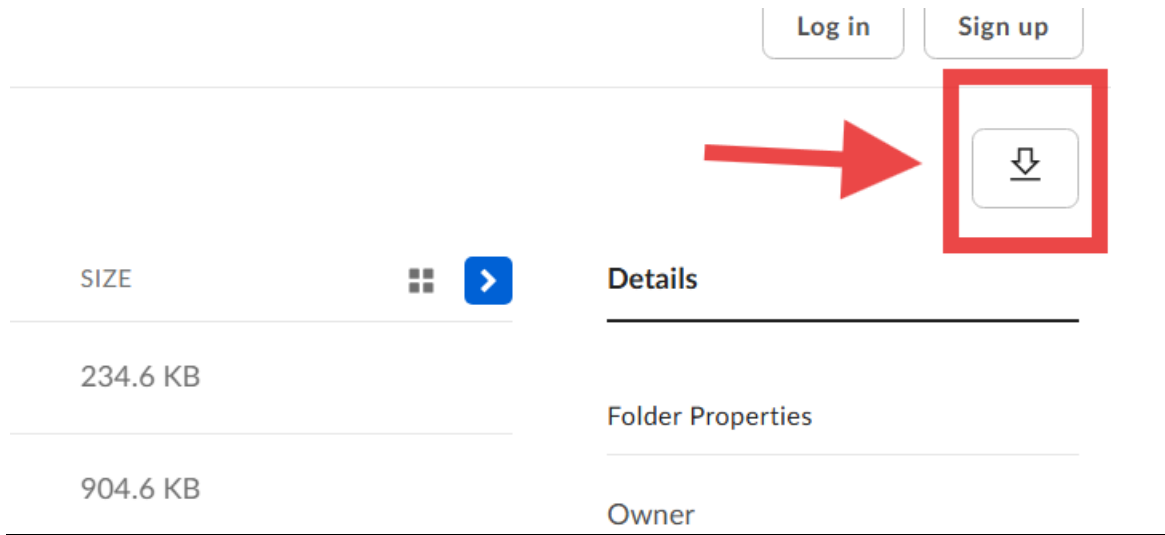 Log in
Sign up
SIZE
Details
234.6 KB
Folder Properties
904.6 KB
Owner